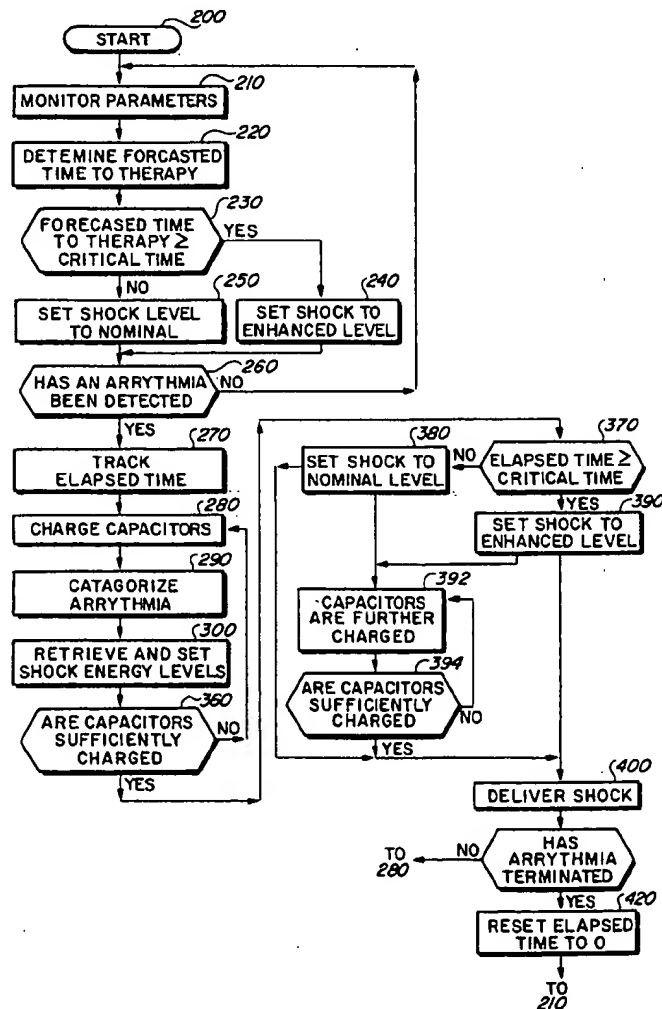 200
START
210
MONITOR PARAMETERS
220
DETEMINE FORCASTED
TIME TO THERAPY
230
FORECASED TIME
TO THERAPY ≥
CRITICAL TIME
YES
NO
250
SET SHOCK LEVEL
TO NOMINAL
240
SET SHOCK TO
ENHANCED LEVEL
260
HAS AN ARRYTHMIA
BEEN DETECTED
NO
YES
270
TRACK
ELAPSED TIME
280
CHARGE CAPACITORS
290
CATAGORIZE
ARRYTHMIA
300
RETRIEVE AND SET
SHOCK ENERGY LEVELS
360
ARE CAPACITORS
SUFFICIENTLY
CHARGED
NO
YES
370
ELAPSED TIME ≥
CRITICAL TIME
NO
YES
380
SET SHOCK TO
NOMINAL LEVEL
390
SET SHOCK TO
ENHANCED LEVEL
392
CAPACITORS
ARE FURTHER
CHARGED
394
ARE CAPACITORS
SUFFICIENTLY
CHARGED
NO
YES
400
DELIVER SHOCK
HAS
ARRYTHMIA
TERMINATED
NO
TO
280
YES
420
RESET ELAPSED
TIME TO 0
TO
210